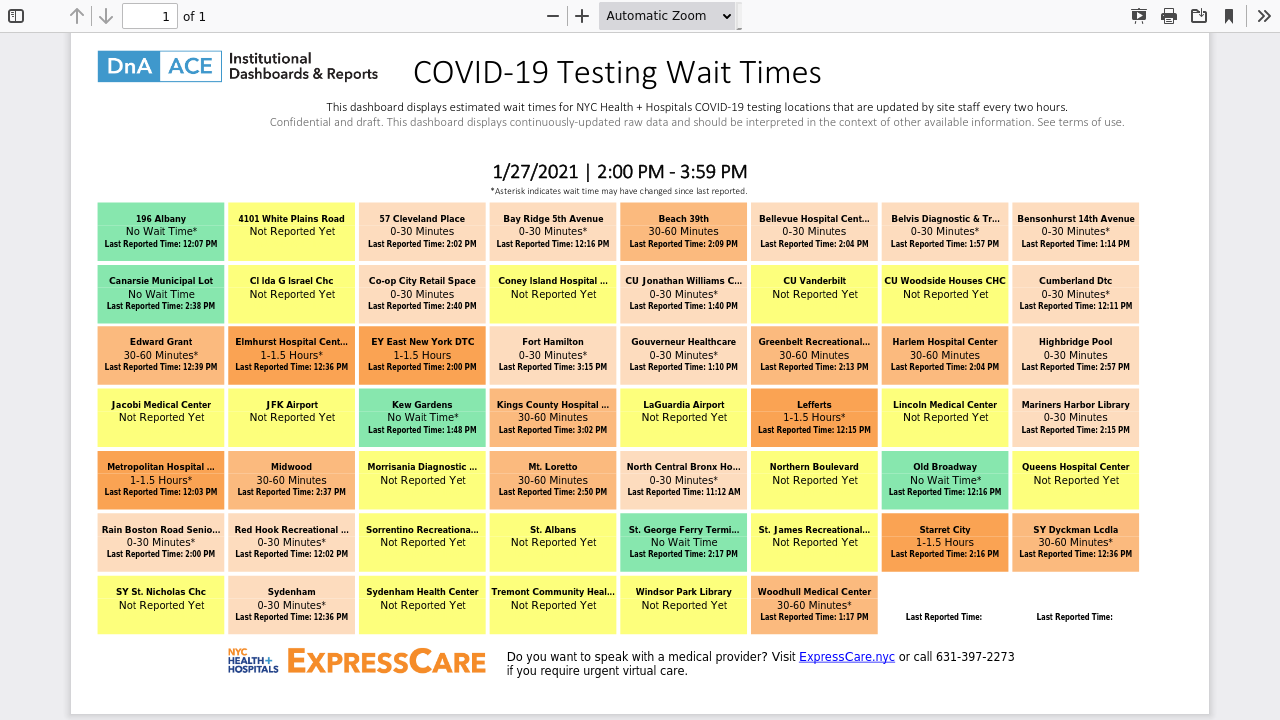 1 of 1 Automatic Zoom
DnA ACE Institutional
Dashboards & Reports
COVID-19 Testing Wait Times
This dashboard displays estimated wait times for NYC Health + Hospitals COVID-19 testing locations that are updated by site staff every two hours.
Confidential and draft. This dashboard displays continuously-updated raw data and should be interpreted in the context of other available information. See terms of use.
1/27/2021 | 2:00 PM - 3:59 PM
*Asterisk indicates wait time may have changed since last reported.
196 Albany
No Wait Time*
Last Reported Time: 12:07 PM
4101 White Plains Road
Not Reported Yet
57 Cleveland Place
0-30 Minutes
Last Reported Time: 2:02 PM
Bay Ridge 5th Avenue
0-30 Minutes*
Last Reported Time: 12:16 PM
Beach 39th
30-60 Minutes
Last Reported Time: 2:09 PM
Bellevue Hospital Cent...
0-30 Minutes
Last Reported Time: 2:04 PM
Belvis Diagnostic & Tr...
0-30 Minutes*
Last Reported Time: 1:57 PM
Bensonhurst 14th Avenue
0-30 Minutes*
Last Reported Time: 1:14 PM
Canarsie Municipal Lot
No Wait Time
Last Reported Time: 2:38 PM
CI Ida G Israel Chc
Not Reported Yet
Co-op City Retail Space
0-30 Minutes
Last Reported Time: 2:40 PM
Coney Island Hospital ...
Not Reported Yet
CU Jonathan Williams C...
0-30 Minutes*
Last Reported Time: 1:40 PM
CU Vanderbilt
Not Reported Yet
CU Woodside Houses CHC
Not Reported Yet
Cumberland Dtc
0-30 Minutes*
Last Reported Time: 12:11 PM
Edward Grant
30-60 Minutes*
Last Reported Time: 12:39 PM
Elmhurst Hospital Cent...
1-1.5 Hours*
Last Reported Time: 12:36 PM
EY East New York DTC
1-1.5 Hours
Last Reported Time: 2:00 PM
Fort Hamilton
0-30 Minutes*
Last Reported Time: 3:15 PM
Gouverneur Healthcare
0-30 Minutes*
Last Reported Time: 1:10 PM
Greenbelt Recreational...
30-60 Minutes
Last Reported Time: 2:13 PM
Harlem Hospital Center
30-60 Minutes
Last Reported Time: 2:04 PM
Highbridge Pool
0-30 Minutes
Last Reported Time: 2:57 PM
Jacobi Medical Center
Not Reported Yet
JFK Airport
Not Reported Yet
Kew Gardens
No Wait Time*
Last Reported Time: 1:48 PM
Kings County Hospital ...
30-60 Minutes
Last Reported Time: 3:02 PM
LaGuardia Airport
Not Reported Yet
Lefferts
1-1.5 Hours*
Last Reported Time: 12:15 PM
Lincoln Medical Center
Not Reported Yet
Mariners Harbor Library
0-30 Minutes
Last Reported Time: 2:15 PM
Metropolitan Hospital ...
1-1.5 Hours*
Last Reported Time: 12:03 PM
Midwood
30-60 Minutes
Last Reported Time: 2:37 PM
Morrisania Diagnostic ...
Not Reported Yet
Mt. Loretto
30-60 Minutes
Last Reported Time: 2:50 PM
North Central Bronx Ho...
0-30 Minutes*
Last Reported Time: 11:12 AM
Northern Boulevard
Not Reported Yet
Old Broadway
No Wait Time*
Last Reported Time: 12:16 PM
Queens Hospital Center
Not Reported Yet
Rain Boston Road Senio...
0-30 Minutes*
Last Reported Time: 2:00 PM
Red Hook Recreational ...
0-30 Minutes*
Last Reported Time: 12:02 PM
Sorrentino Recreationa...
Not Reported Yet
St. Albans
Not Reported Yet
St. George Ferry Termi...
No Wait Time
Last Reported Time: 2:17 PM
St. James Recreational...
Not Reported Yet
Starret City
1-1.5 Hours
Last Reported Time: 2:16 PM
SY Dyckman Lcdla
30-60 Minutes*
Last Reported Time: 12:36 PM
SY St. Nicholas Chc
Not Reported Yet
Sydenham
0-30 Minutes*
Last Reported Time: 12:36 PM
Sydenham Health Center
Not Reported Yet
Tremont Community Heal...
Not Reported Yet
Windsor Park Library
Not Reported Yet
Woodhull Medical Center
30-60 Minutes*
Last Reported Time: 1:17 PM
Last Reported Time:
Last Reported Time:
NYC
HEALTH+
HOSPITALS
EXPRESSCARE
Do you want to speak with a medical provider? Visit ExpressCare.nyc or call 631-397-2273
if you require urgent virtual care.